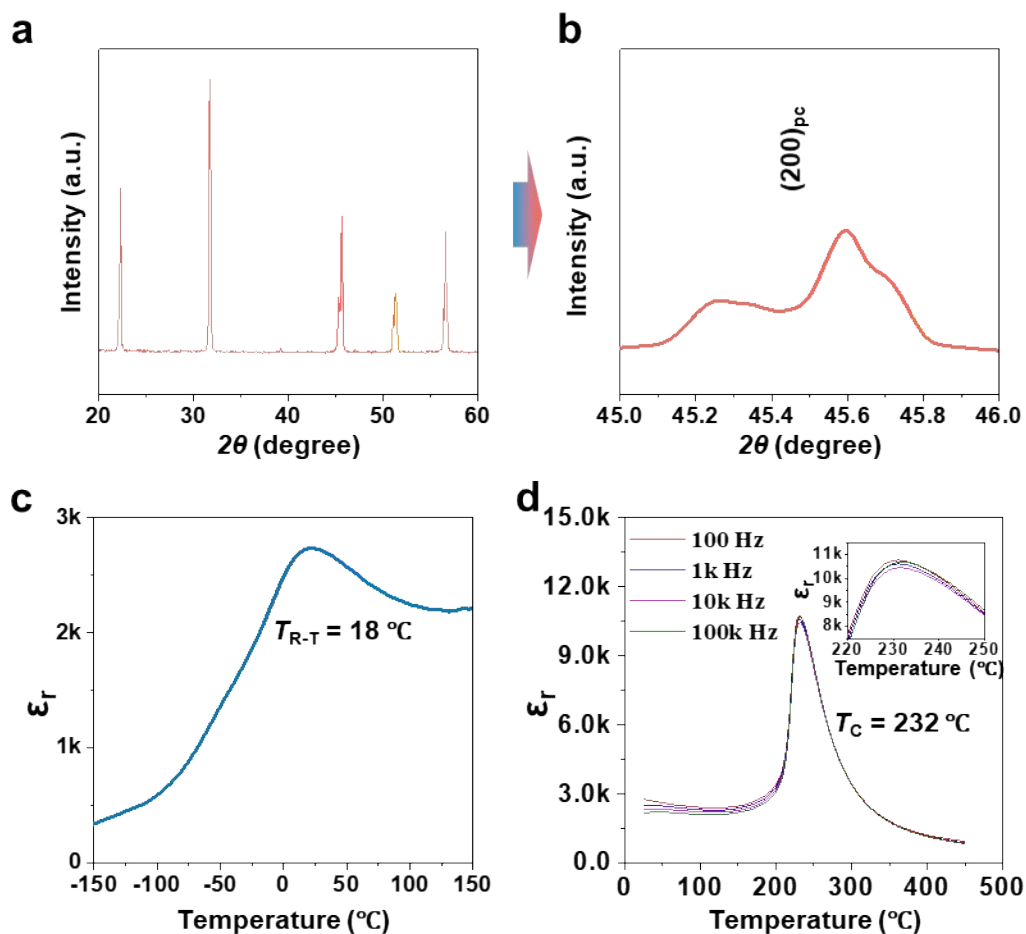 a
Intensity (a.u.)
20 30 40 50 60
2θ (degree)
b
(200)pc
Intensity (a.u.)
45.0 45.2 45.4 45.6 45.8 46.0
2θ (degree)
c
3k
2k
1k
0
εr
TR-T = 18 ℃
-150 -100 -50 0 50 100 150
Temperature (℃)
d
15.0k
12.0k
9.0k
6.0k
3.0k
0.0
εr
100 Hz
1k Hz
10k Hz
100k Hz
11k
10k
9k
8k
εr
220 230 240 250
Temperature (℃)
TC = 232 ℃
0 100 200 300 400 500
Temperature (℃)